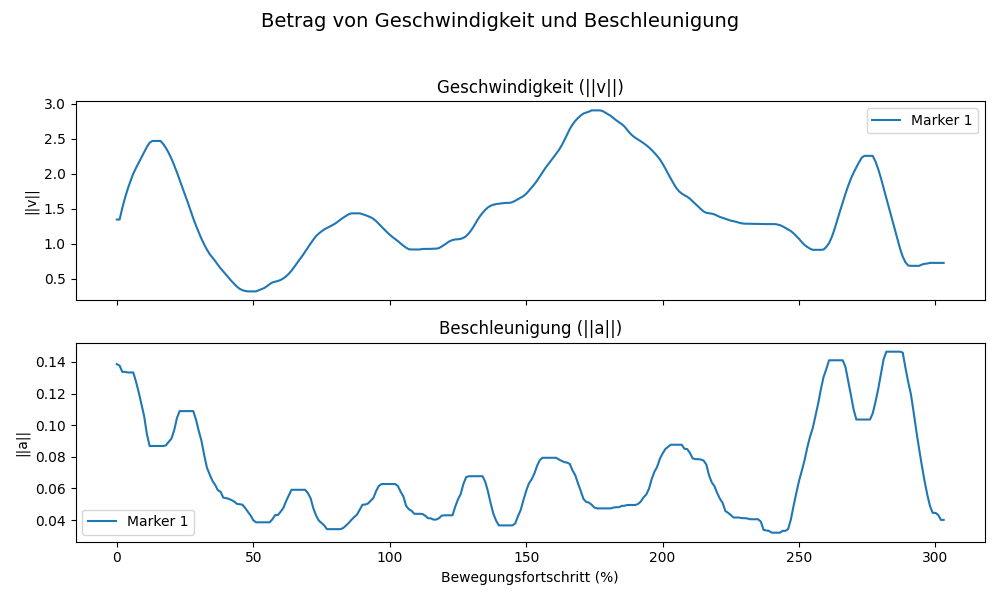 Betrag von Geschwindigkeit und Beschleunigung
Geschwindigkeit (||v||)
3.0
2.5
2.0
1.5
1.0
0.5
||v||
Marker 1
Beschleunigung (||a||)
0.14
0.12
0.10
0.08
0.06
0.04
||a||
Marker 1
0 50 100 150 200 250 300
Bewegungsfortschritt (%)